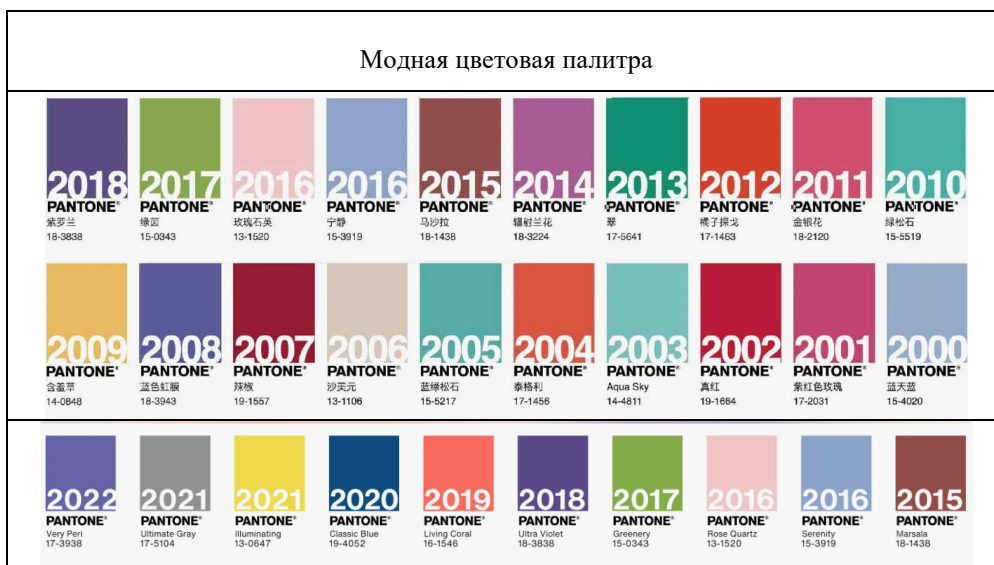 Модная цветовая палитра
2018 2017 2016 2016 2015 2014 2013 2012 2011 2010
PANTONE® PANTONE® PANTONE® PANTONE® PANTONE® PANTONE® PANTONE® PANTONE® PANTONE® PANTONE®
紫罗兰 绿茵 玫瑰石英 宁静 马沙拉 辐射兰花 翠 橘子探戈 金银花 绿松石
18-3838 15-0343 13-1520 15-3919 18-1438 18-3224 17-5641 17-1463 18-2120 15-5519
2009 2008 2007 2006 2005 2004 2003 2002 2001 2000
PANTONE® PANTONE® PANTONE® PANTONE® PANTONE® PANTONE® PANTONE® PANTONE® PANTONE® PANTONE®
含羞草 蓝色虹膜 辣椒 沙芙元 蓝绿松石 泰格利 Aqua Sky 真红 紫红色玫瑰 蓝天蓝
14-0848 18-3943 19-1557 13-1106 15-5217 17-1456 14-4811 19-1664 17-2031 15-4020
2022 2021 2021 2020 2019 2018 2017 2016 2016 2015
PANTONE® PANTONE® PANTONE® PANTONE® PANTONE® PANTONE® PANTONE® PANTONE® PANTONE® PANTONE®
Very Peri Ultimate Gray Illuminating Classic Blue Living Coral Ultra Violet Greenery Rose Quartz Serenity Marsala
17-3938 17-5104 13-0647 19-4052 16-1546 18-3838 15-0343 13-1520 15-3919 18-1438